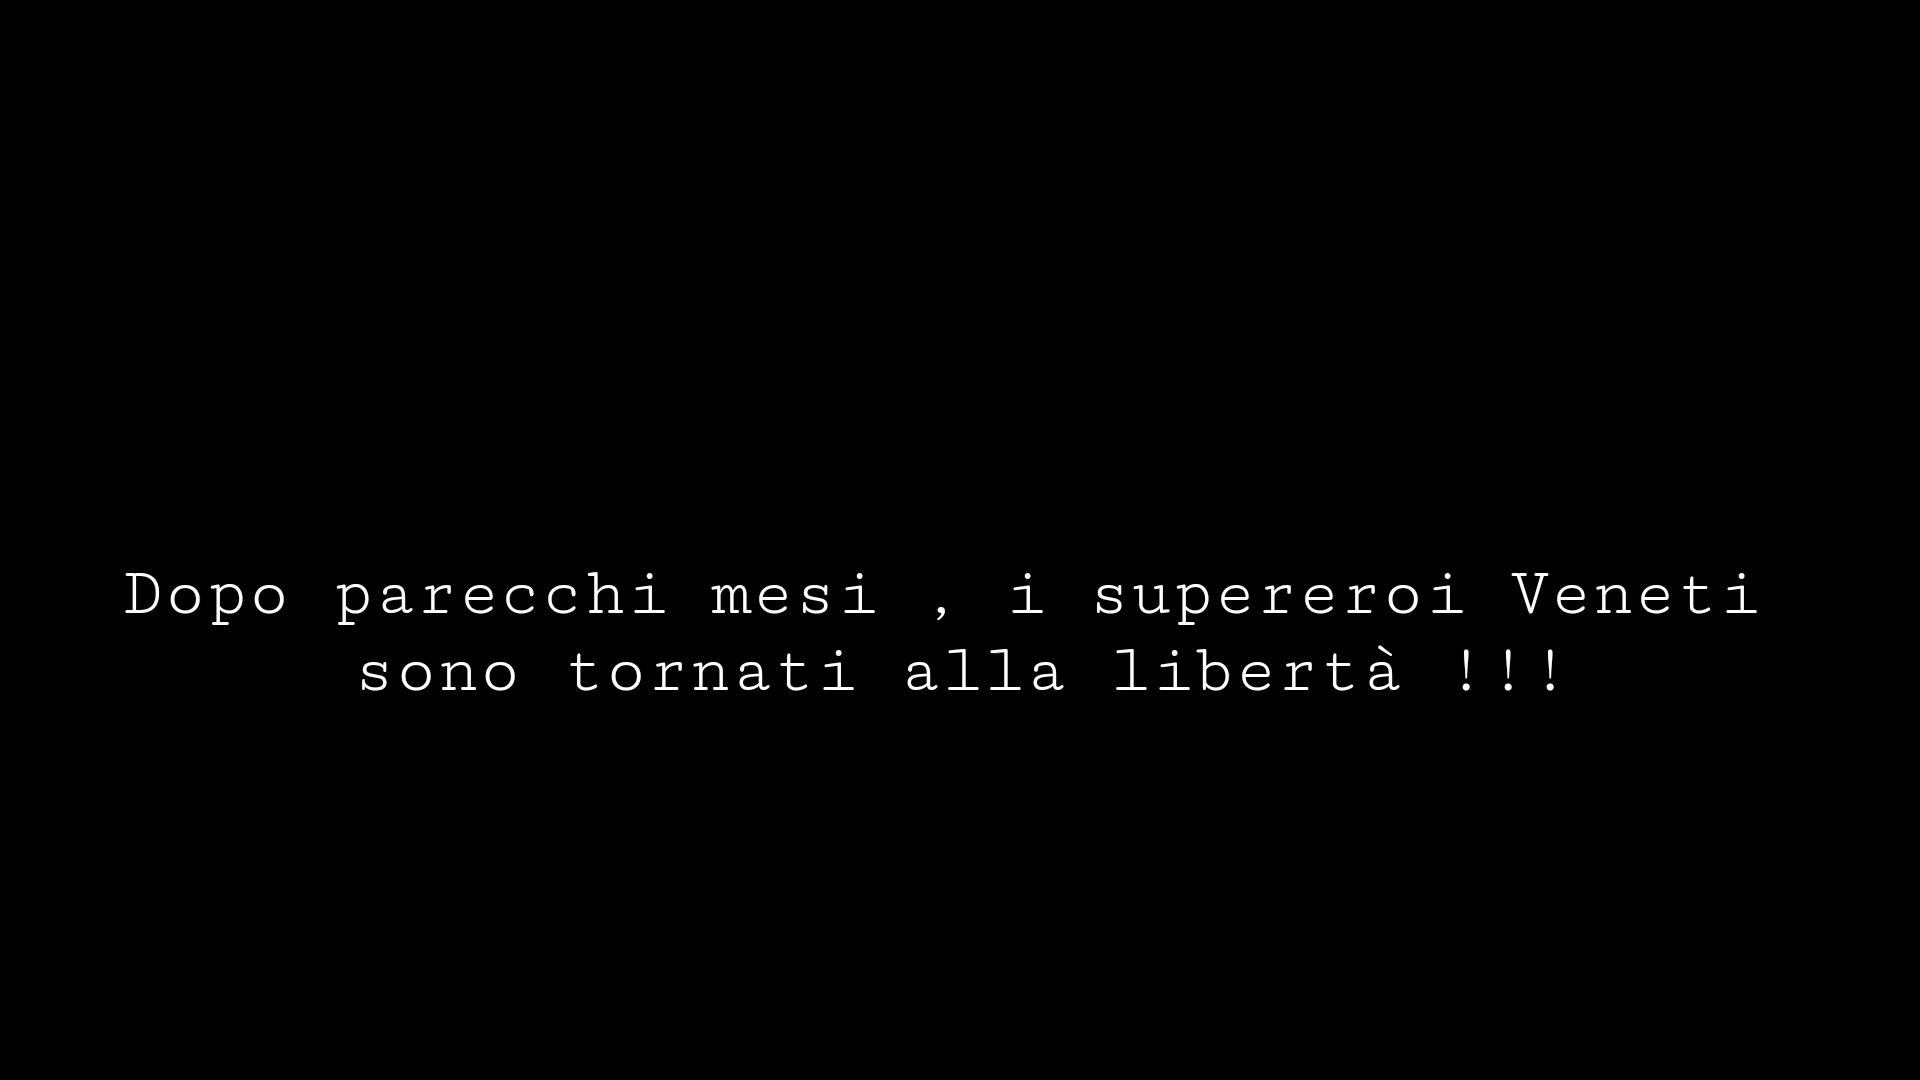 Dopo parecchi mesi , i supereroi Veneti
sono tornati alla libertà !!!